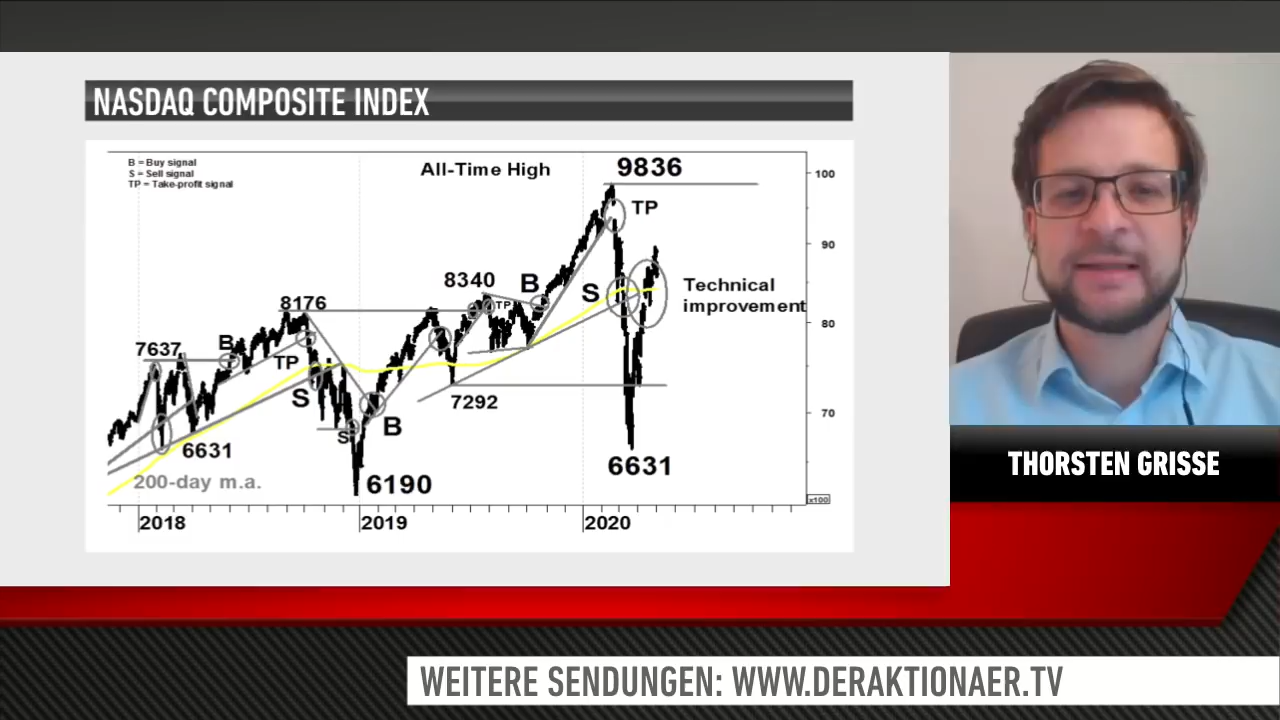 NASDAQ COMPOSITE INDEX
B = Buy signal
S = Sell signal
TP = Take-profit signal
All-Time High
9836
100
TP
90
8340
B
S
Technical
improvement
8176
TP
80
7637
B
TP
S
7292
B
70
S
6631
6631
200-day m.a.
6190
x100
2018
2019
2020
THORSTEN GRISSE
WEITERE SENDUNGEN: WWW.DERAKTIONAER.TV